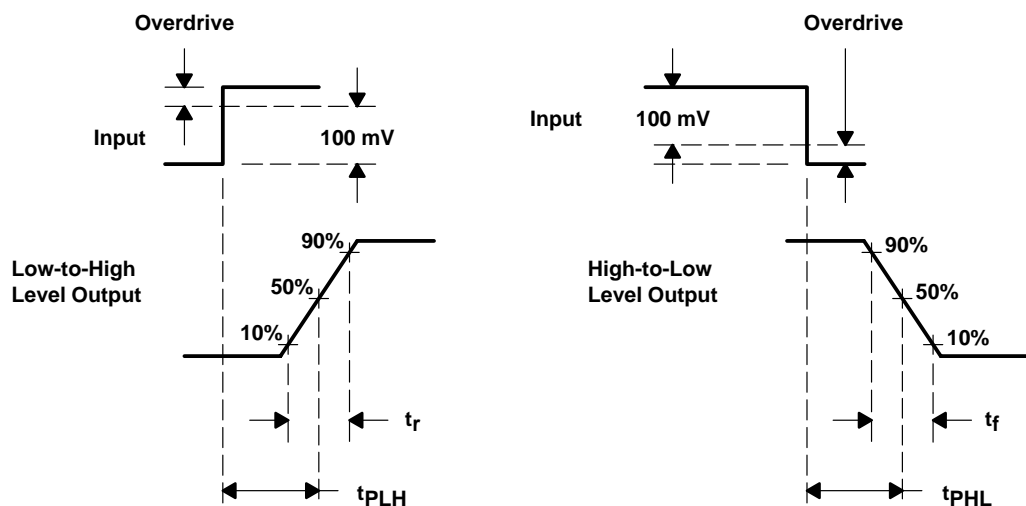 Overdrive
Input
100 mV
90%
Low-to-High
Level Output
50%
10%
tr
tPLH
Overdrive
Input
100 mV
90%
High-to-Low
Level Output
50%
10%
tf
tPHL